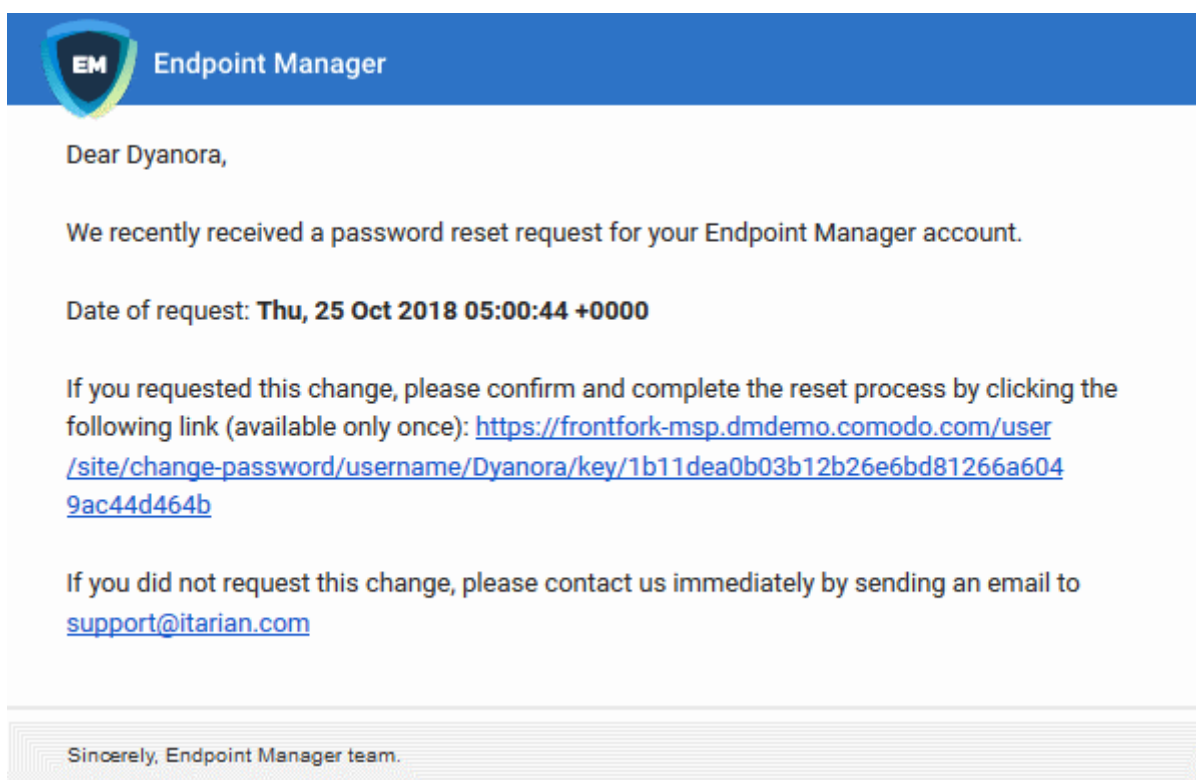 EM Endpoint Manager
Dear Dyanora,
We recently received a password reset request for your Endpoint Manager account.
Date of request: Thu, 25 Oct 2018 05:00:44 +0000
If you requested this change, please confirm and complete the reset process by clicking the
following link (available only once): https://frontfork-msp.dmdemo.comodo.com/user
/site/change-password/username/Dyanora/key/1b11dea0b03b12b26e6bd81266a604
9ac44d464b
If you did not request this change, please contact us immediately by sending an email to
support@itarian.com
Sincerely, Endpoint Manager team.